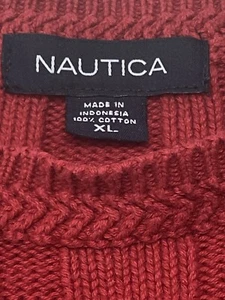 NAUTICA
MADE IN
INDONESIA
100% COTTON
XL